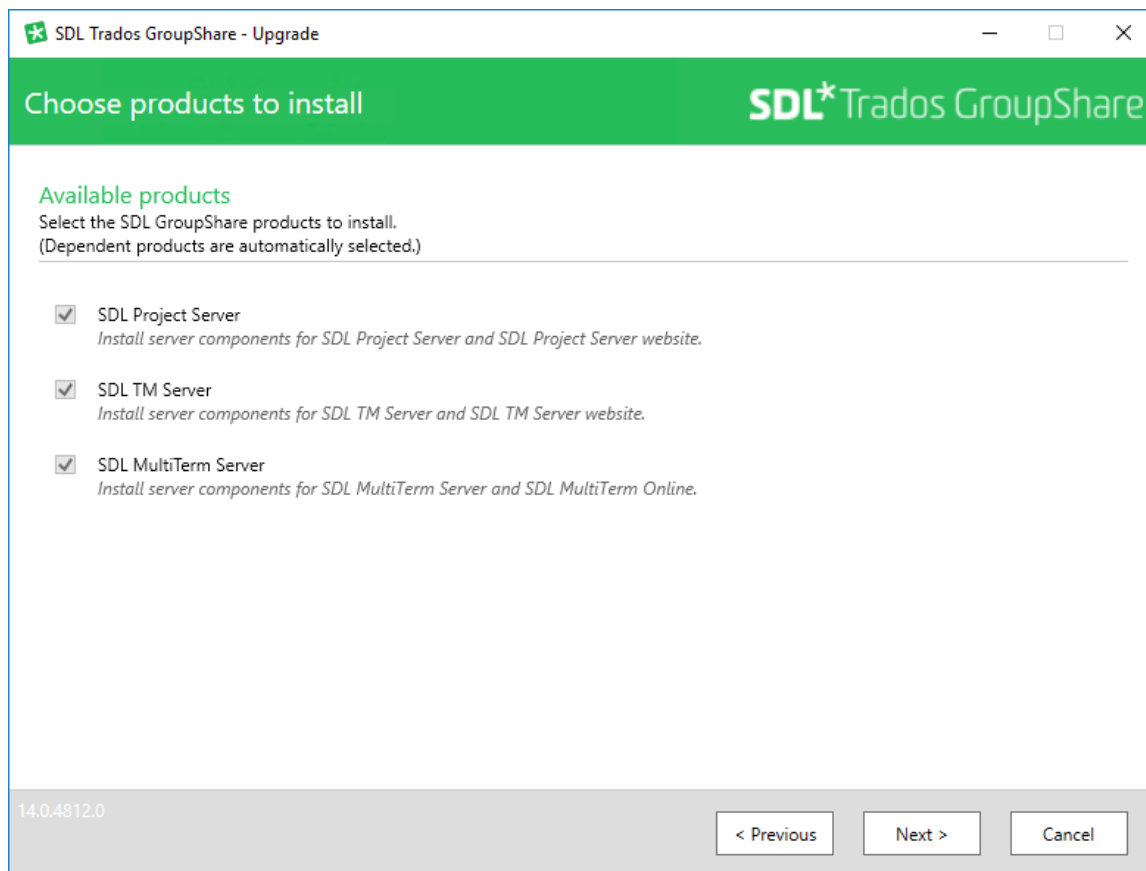 SDL Trados GroupShare - Upgrade
Choose products to install
SDL* Trados GroupShare
Available products
Select the SDL GroupShare products to install.
(Dependent products are automatically selected.)
SDL Project Server
Install server components for SDL Project Server and SDL Project Server website.
SDL TM Server
Install server components for SDL TM Server and SDL TM Server website.
SDL MultiTerm Server
Install server components for SDL MultiTerm Server and SDL MultiTerm Online.
14.0.4812.0
< Previous
Next >
Cancel